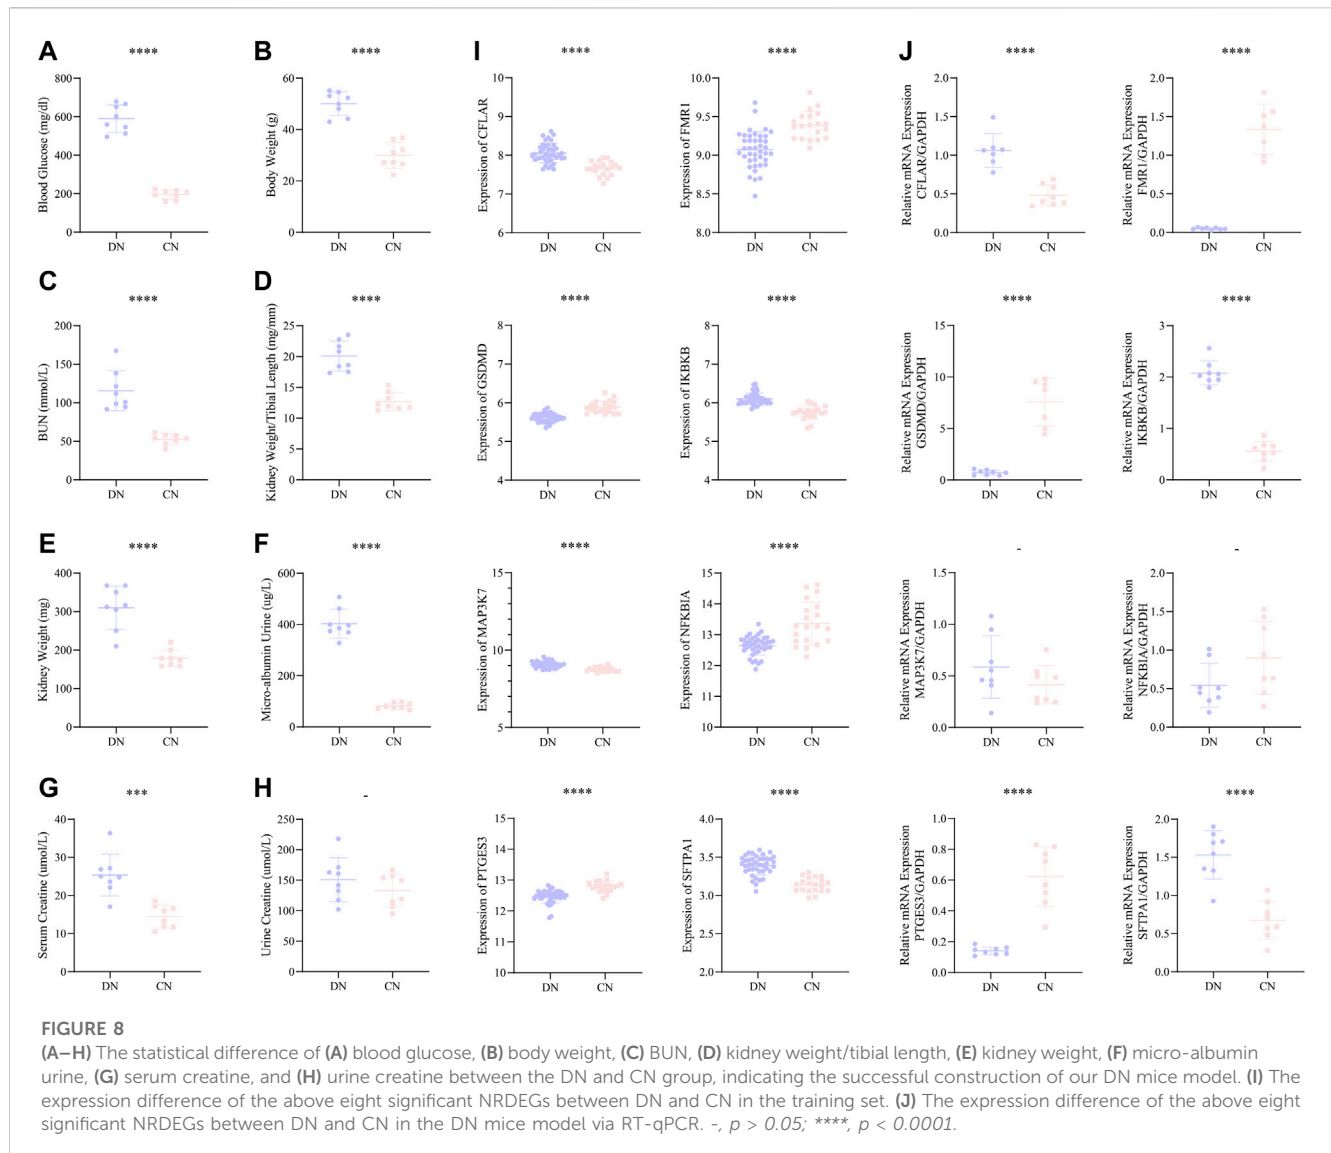 A
****
Blood Glucose (mg/dl)
800
600
400
200
0
DN
CN
B
****
Body Weight (g)
60
40
20
0
DN
CN
I
****
Expression of CFLAR
10
9
8
7
6
DN
CN
****
Expression of FMR1
10.0
9.5
9.0
8.5
8.0
DN
CN
J
****
Relative mRNA Expression
CFLAR/GAPDH
2.0
1.5
1.0
0.5
0.0
DN
CN
****
Relative mRNA Expression
FMR1/GAPDH
2.0
1.5
1.0
0.5
0.0
DN
CN
C
****
BUN (mmol/L)
200
150
100
50
0
DN
CN
D
****
Kidney Weight/Tibial Length (mg/mm)
25
20
15
10
5
0
DN
CN
****
Expression of GSDMD
8
7
6
5
4
DN
CN
****
Expression of IKBKB
8
7
6
5
4
DN
CN
****
Relative mRNA Expression
GSDMD/GAPDH
15
10
5
0
DN
CN
****
Relative mRNA Expression
IKBKB/GAPDH
3
2
1
0
DN
CN
E
****
Kidney Weight (mg)
400
300
200
100
0
DN
CN
F
****
Micro-albumin Urine (ug/L)
600
400
200
0
DN
CN
****
Expression of MAP3K7
15
10
5
DN
CN
****
Expression of NFKBIA
15
14
13
12
11
10
DN
CN
-
Relative mRNA Expression
MAP3K7/GAPDH
1.5
1.0
0.5
0.0
DN
CN
-
Relative mRNA Expression
NFKBIA/GAPDH
2.0
1.5
1.0
0.5
0.0
DN
CN
G
***
Serum Creatine (umol/L)
40
30
20
10
0
DN
CN
H
-
Urine Creatine (umol/L)
250
200
150
100
50
0
DN
CN
****
Expression of PTGES3
15
14
13
12
11
10
DN
CN
****
Expression of SFTPA1
4.0
3.5
3.0
2.5
2.0
DN
CN
****
Relative mRNA Expression
PTGES3/GAPDH
1.0
0.8
0.6
0.4
0.2
0.0
DN
CN
****
Relative mRNA Expression
SFTPA1/GAPDH
2.0
1.5
1.0
0.5
0.0
DN
CN
FIGURE 8
(A–H) The statistical difference of (A) blood glucose, (B) body weight, (C) BUN, (D) kidney weight/tibial length, (E) kidney weight, (F) micro-albumin
urine, (G) serum creatine, and (H) urine creatine between the DN and CN group, indicating the successful construction of our DN mice model. (I) The
expression difference of the above eight significant NRDEGs between DN and CN in the training set. (J) The expression difference of the above eight
significant NRDEGs between DN and CN in the DN mice model via RT-qPCR. -, p > 0.05; ****, p < 0.0001.